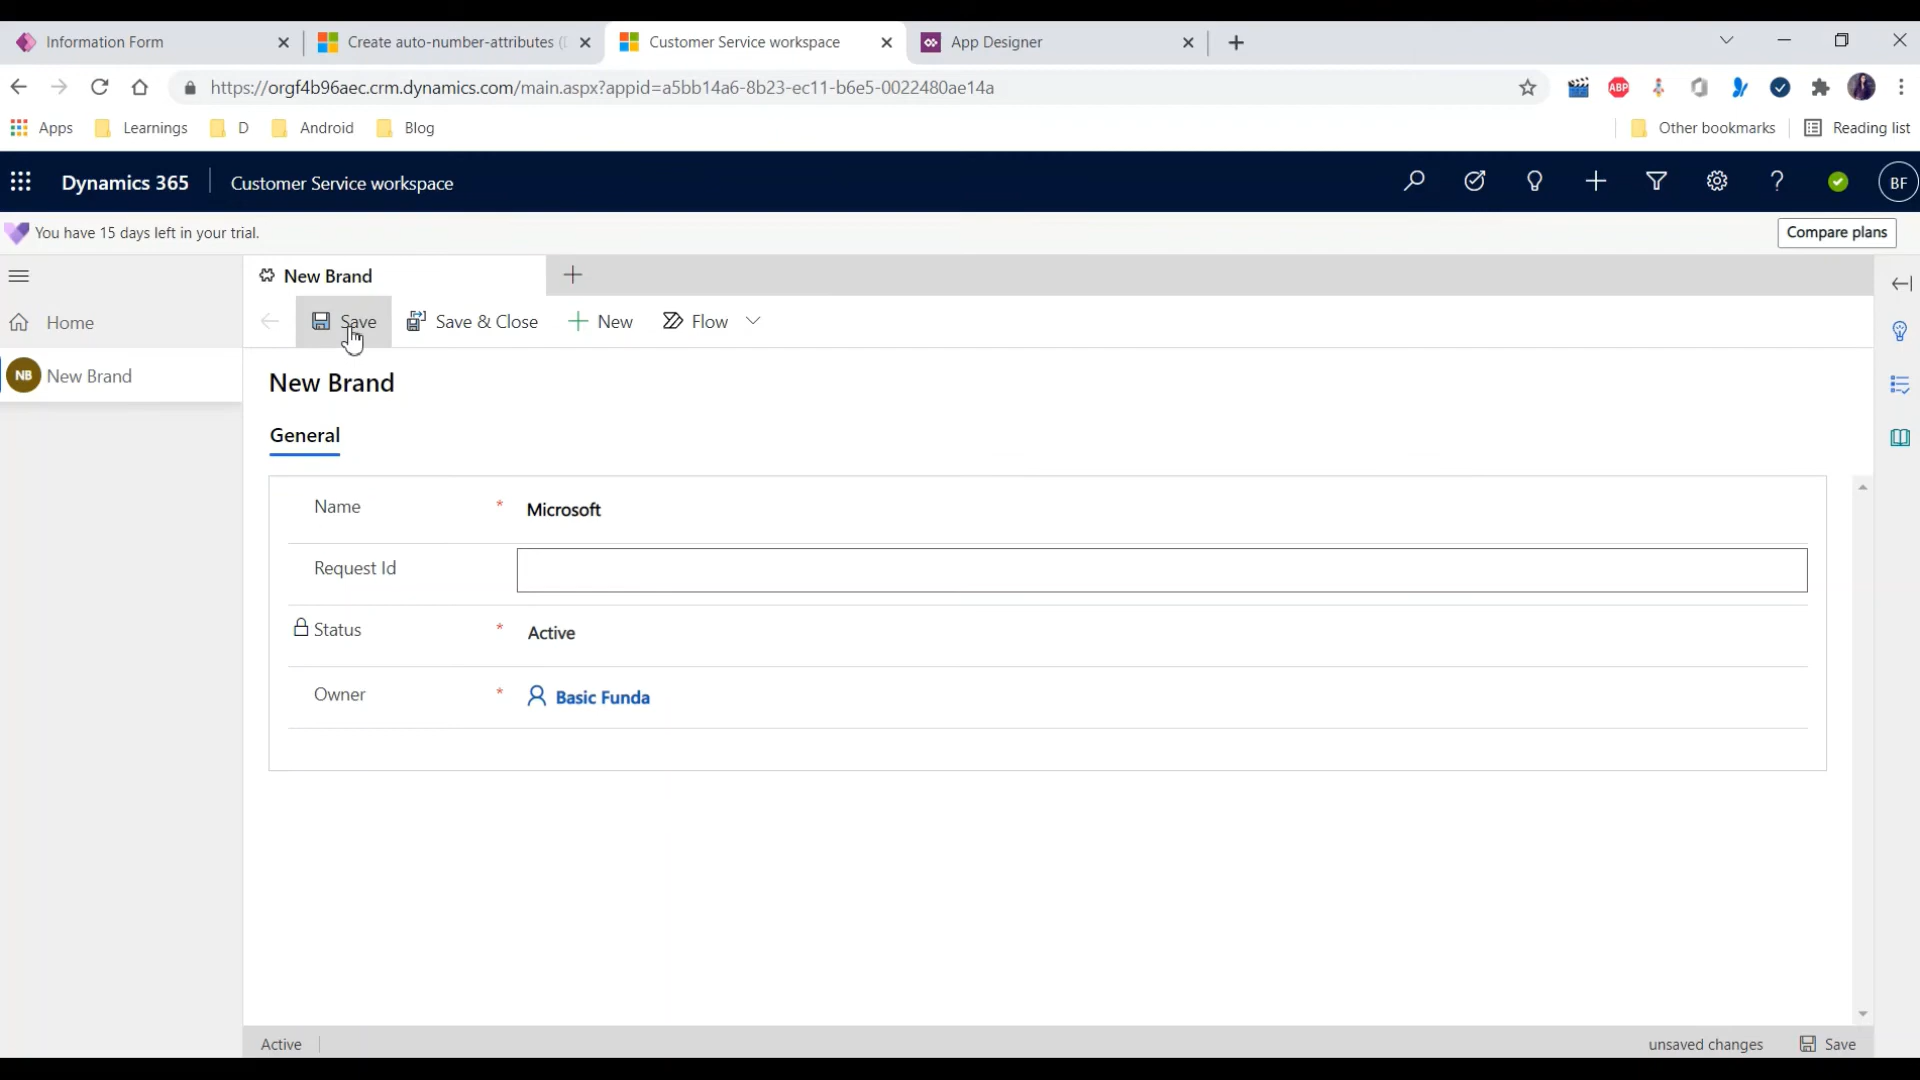 Information Form
Create auto-number-attributes (D
Customer Service workspace
App Designer
https://orgf4b96aec.crm.dynamics.com/main.aspx?appid=a5bb14a6-8b23-ec11-b6e5-0022480ae14a
ABP
Apps
Learnings
D
Android
Blog
Other bookmarks
Reading list
Dynamics 365
Customer Service workspace
BF
You have 15 days left in your trial.
Compare plans
New Brand
Home
Save
Save & Close
New
Flow
NB
New Brand
New Brand
General
Name * Microsoft
Request Id
Status * Active
Owner * Basic Funda
Active
unsaved changes
Save